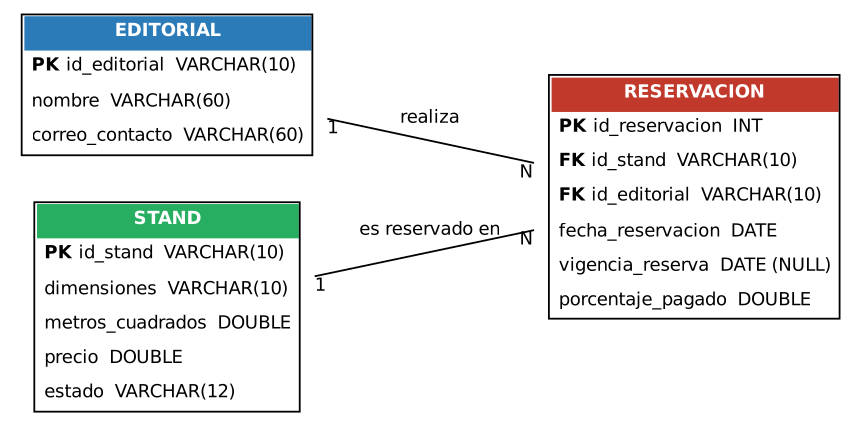 EDITORIAL
PK id_editorial VARCHAR(10)
nombre VARCHAR(60)
correo_contacto VARCHAR(60)
1
realiza
N
STAND
PK id_stand VARCHAR(10)
dimensiones VARCHAR(10)
metros_cuadrados DOUBLE
precio DOUBLE
estado VARCHAR(12)
1
es reservado en
N
RESERVACION
PK id_reservacion INT
FK id_stand VARCHAR(10)
FK id_editorial VARCHAR(10)
fecha_reservacion DATE
vigencia_reserva DATE (NULL)
porcentaje_pagado DOUBLE